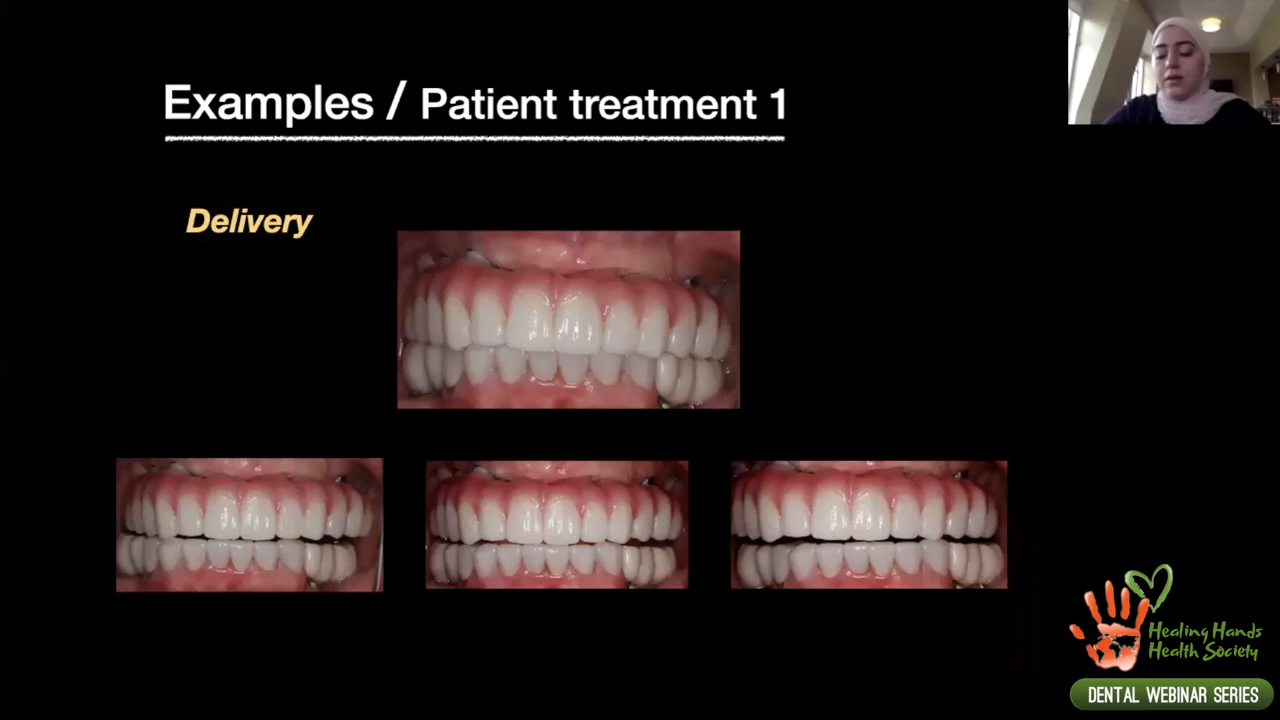 Examples / Patient treatment 1
Delivery
Healing Hands
Health Society
DENTAL WEBINAR SERIES